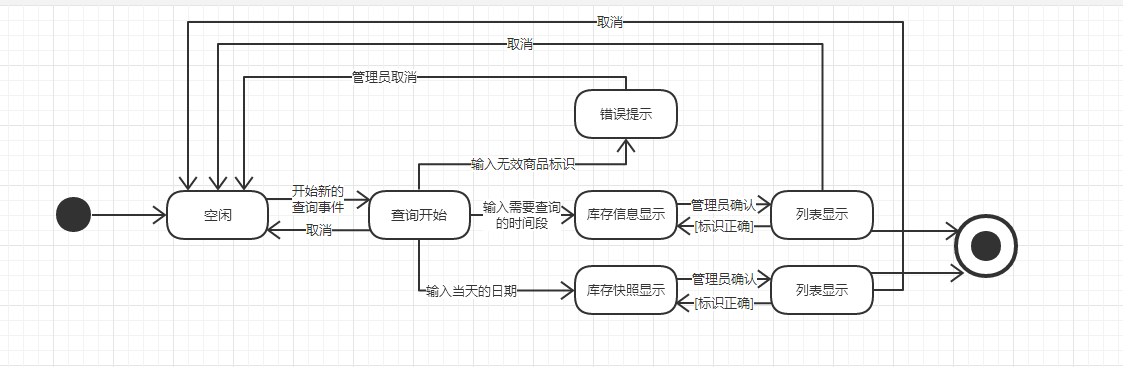 取消
取消
管理员取消
错误提示
输入无效商品标识
开始新的
查询事件
空闲
查询开始
取消
输入需要查询
的时间段
库存信息显示
管理员确认
[标识正确]
列表显示
输入当天的日期
库存快照显示
管理员确认
[标识正确]
列表显示